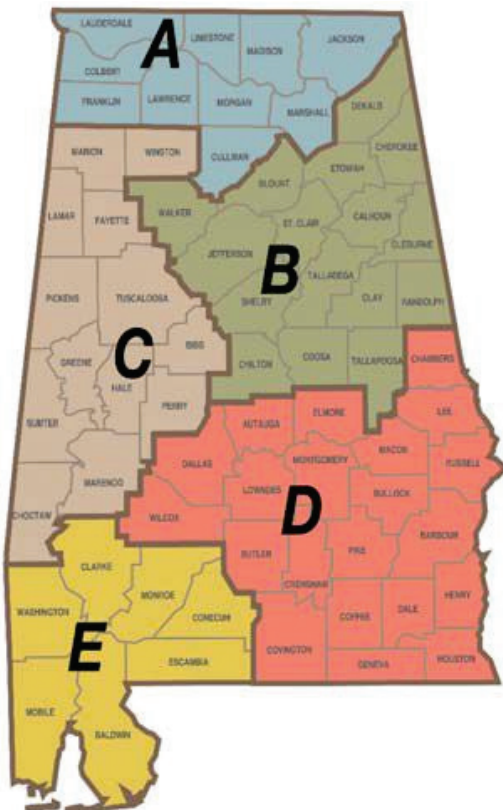 LAUDERDALE
LIMESTONE
MADISON
JACKSON
A
COLBERT
FRANKLIN
LAWRENCE
MORGAN
MARSHALL
DEKALB
CULLMAN
CHEROKEE
MARION
WINSTON
BLOUNT
ETOWAH
WALKER
LAMAR
FAYETTE
ST. CLAIR
CALHOUN
CLEBURNE
JEFFERSON
B
TALLADEGA
PICKENS
TUSCALOOSA
SHELBY
CLAY
RANDOLPH
BIBB
C
GREENE
HALE
CHILTON
COOSA
TALLAPOOSA
CHAMBERS
PERRY
SUMTER
AUTAUGA
ELMORE
LEE
DALLAS
MONTGOMERY
MACON
RUSSELL
MARENGO
LOWNDES
BULLOCK
CHOCTAW
WILCOX
D
BUTLER
PIKE
BARBOUR
CLARKE
CRENSHAW
MONROE
HENRY
WASHINGTON
CONECUH
COFFEE
DALE
E
COVINGTON
ESCAMBIA
GENEVA
HOUSTON
MOBILE
BALDWIN